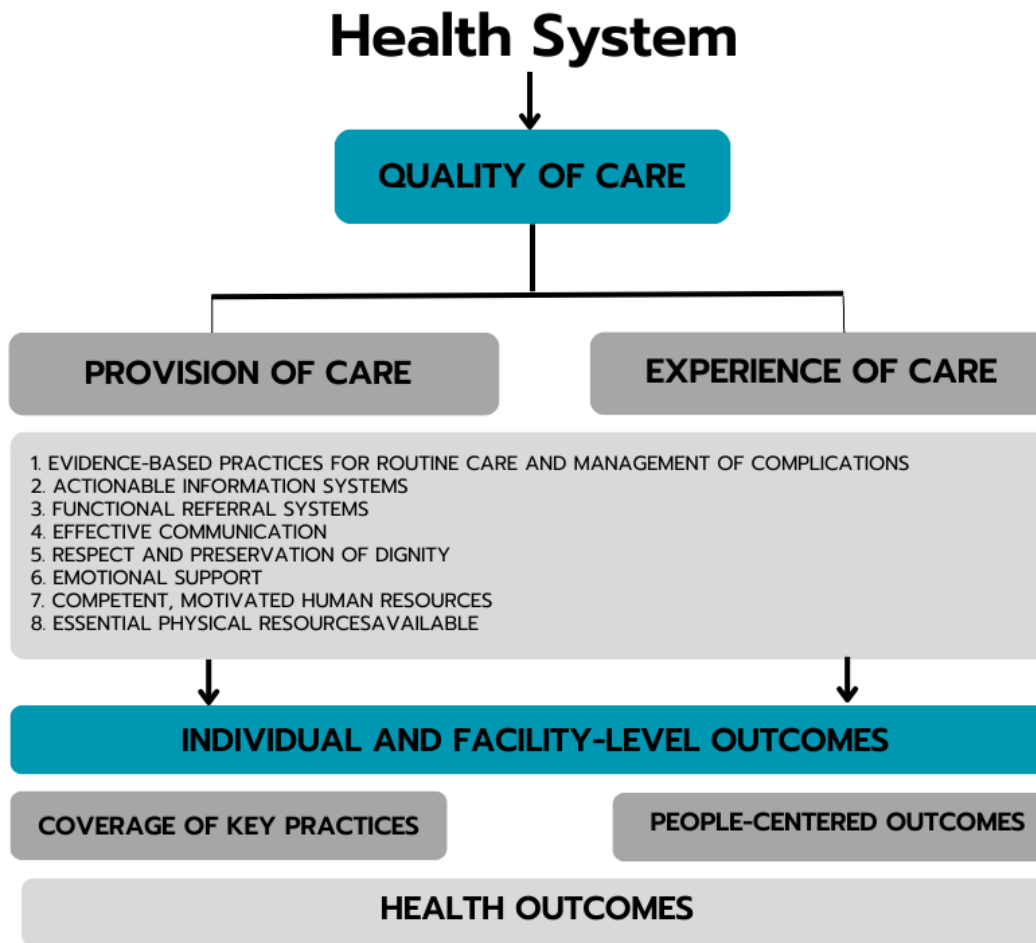 Health System
QUALITY OF CARE
PROVISION OF CARE
EXPERIENCE OF CARE
1. EVIDENCE-BASED PRACTICES FOR ROUTINE CARE AND MANAGEMENT OF COMPLICATIONS
2. ACTIONABLE INFORMATION SYSTEMS
3. FUNCTIONAL REFERRAL SYSTEMS
4. EFFECTIVE COMMUNICATION
5. RESPECT AND PRESERVATION OF DIGNITY
6. EMOTIONAL SUPPORT
7. COMPETENT, MOTIVATED HUMAN RESOURCES
8. ESSENTIAL PHYSICAL RESOURCESAVAILABLE
INDIVIDUAL AND FACILITY-LEVEL OUTCOMES
COVERAGE OF KEY PRACTICES
PEOPLE-CENTERED OUTCOMES
HEALTH OUTCOMES